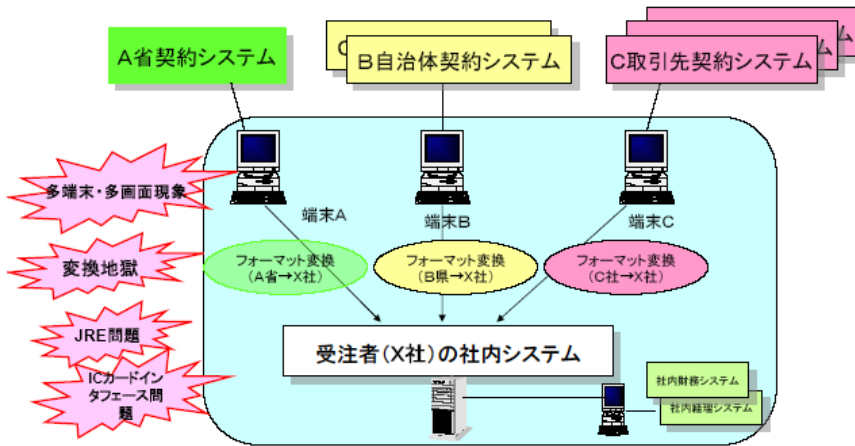 A省契約システム
B自治体契約システム
C取引先契約システム
多端末・多画面現象
端末A
端末B
端末C
変換地獄
フォーマット変換
(A省→X社)
フォーマット変換
(B県→X社)
フォーマット変換
(C社→X社)
JRE問題
受注者(X社)の社内システム
ICカードイン
タフェース問
題
社内財務システム
社内経理システム